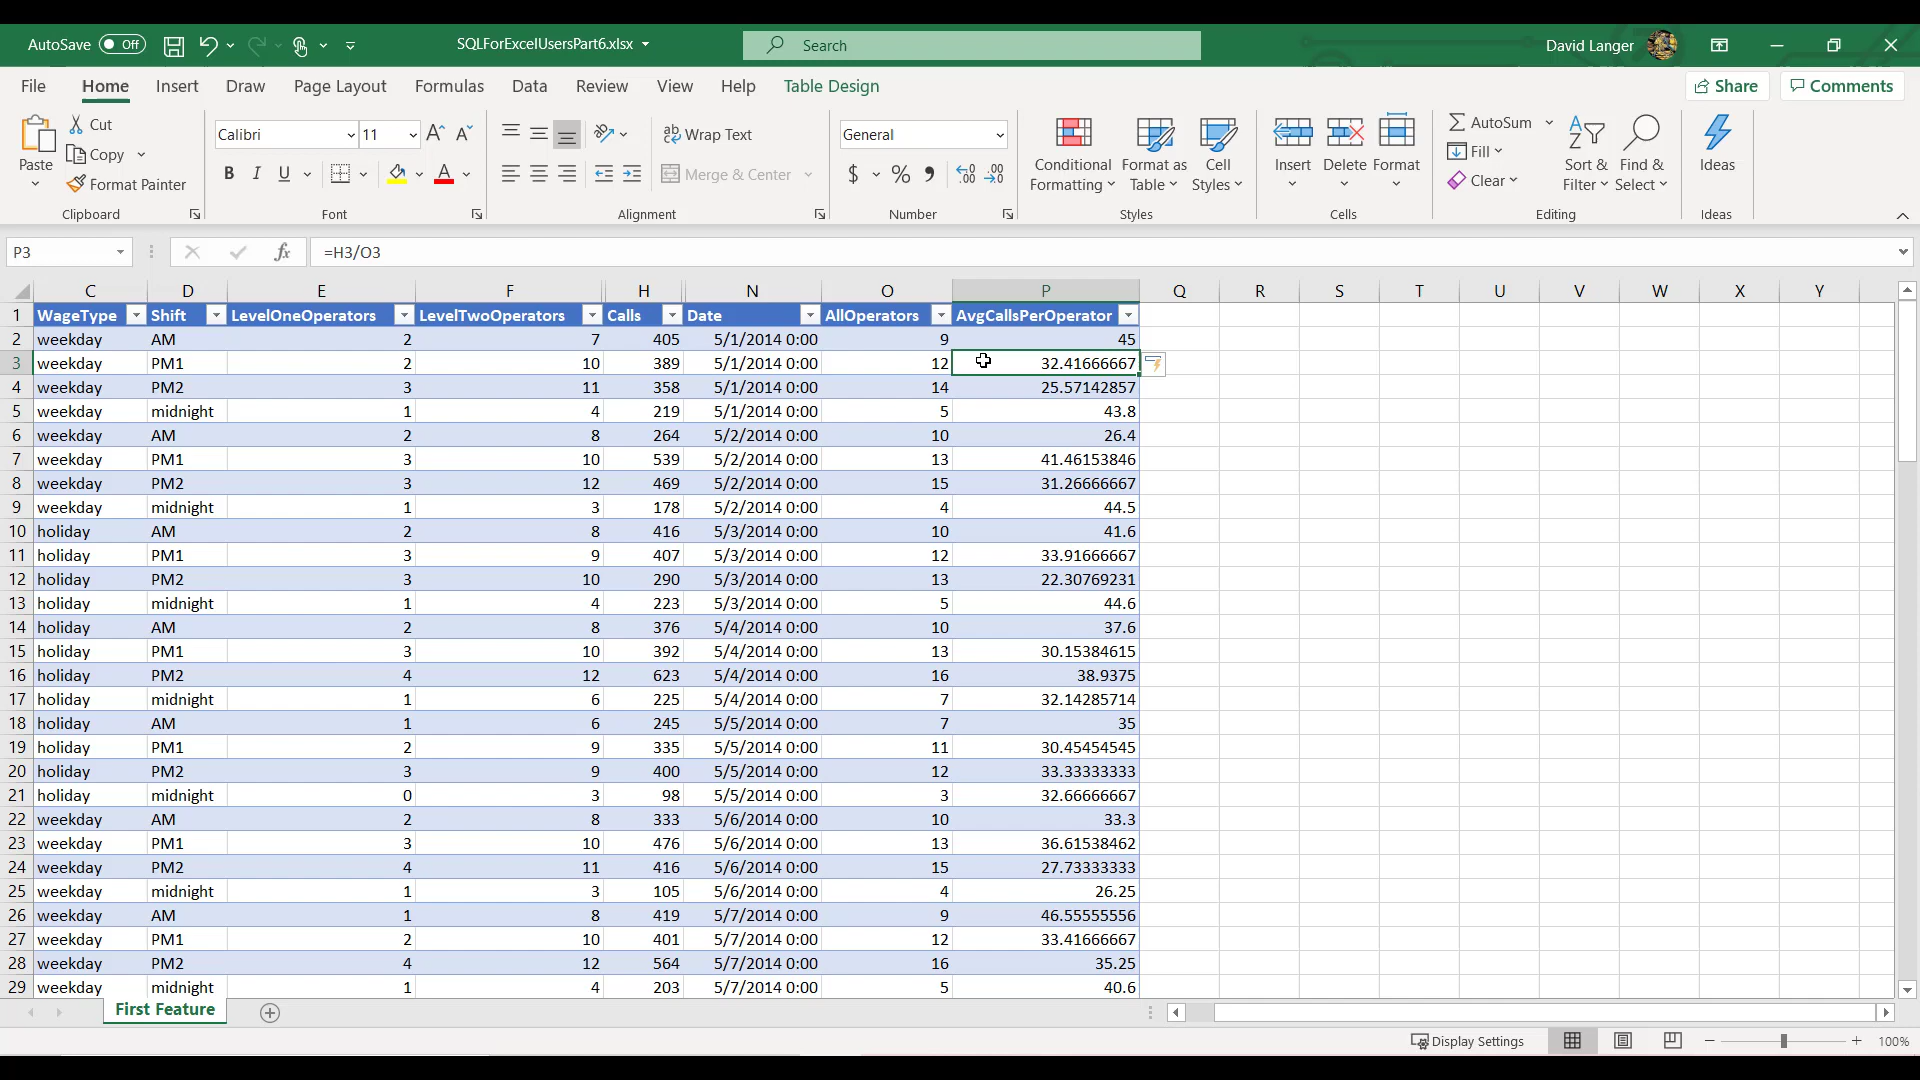 AutoSave Off SQLForExcelUsersPart6.xlsx Search David Langer
File Home Insert Draw Page Layout Formulas Data Review View Help Table Design Share Comments
Paste Cut Copy Format Painter Clipboard
Calibri 11 B I U A Font
ab Wrap Text Merge & Center Alignment
General $ % Number
Conditional Formatting Format as Table Cell Styles Styles
Insert Delete Format Cells
AutoSum Fill Clear Sort & Filter Find & Select Editing
Ideas Ideas
P3 fx =H3/O3
C D E F H N O P Q R S T U V W X Y
1 WageType Shift LevelOneOperators LevelTwoOperators Calls Date AllOperators AvgCallsPerOperator
2 weekday AM 2 7 405 5/1/2014 0:00 9 45
3 weekday PM1 2 10 389 5/1/2014 0:00 12 32.41666667
4 weekday PM2 3 11 358 5/1/2014 0:00 14 25.57142857
5 weekday midnight 1 4 219 5/1/2014 0:00 5 43.8
6 weekday AM 2 8 264 5/2/2014 0:00 10 26.4
7 weekday PM1 3 10 539 5/2/2014 0:00 13 41.46153846
8 weekday PM2 3 12 469 5/2/2014 0:00 15 31.26666667
9 weekday midnight 1 3 178 5/2/2014 0:00 4 44.5
10 holiday AM 2 8 416 5/3/2014 0:00 10 41.6
11 holiday PM1 3 9 407 5/3/2014 0:00 12 33.91666667
12 holiday PM2 3 10 290 5/3/2014 0:00 13 22.30769231
13 holiday midnight 1 4 223 5/3/2014 0:00 5 44.6
14 holiday AM 2 8 376 5/4/2014 0:00 10 37.6
15 holiday PM1 3 10 392 5/4/2014 0:00 13 30.15384615
16 holiday PM2 4 12 623 5/4/2014 0:00 16 38.9375
17 holiday midnight 1 6 225 5/4/2014 0:00 7 32.14285714
18 holiday AM 1 6 245 5/5/2014 0:00 7 35
19 holiday PM1 2 9 335 5/5/2014 0:00 11 30.45454545
20 holiday PM2 3 9 400 5/5/2014 0:00 12 33.33333333
21 holiday midnight 0 3 98 5/5/2014 0:00 3 32.66666667
22 weekday AM 2 8 333 5/6/2014 0:00 10 33.3
23 weekday PM1 3 10 476 5/6/2014 0:00 13 36.61538462
24 weekday PM2 4 11 416 5/6/2014 0:00 15 27.73333333
25 weekday midnight 1 3 105 5/6/2014 0:00 4 26.25
26 weekday AM 1 8 419 5/7/2014 0:00 9 46.55555556
27 weekday PM1 2 10 401 5/7/2014 0:00 12 33.41666667
28 weekday PM2 4 12 564 5/7/2014 0:00 16 35.25
29 weekday midnight 1 4 203 5/7/2014 0:00 5 40.6
First Feature
Display Settings 100%